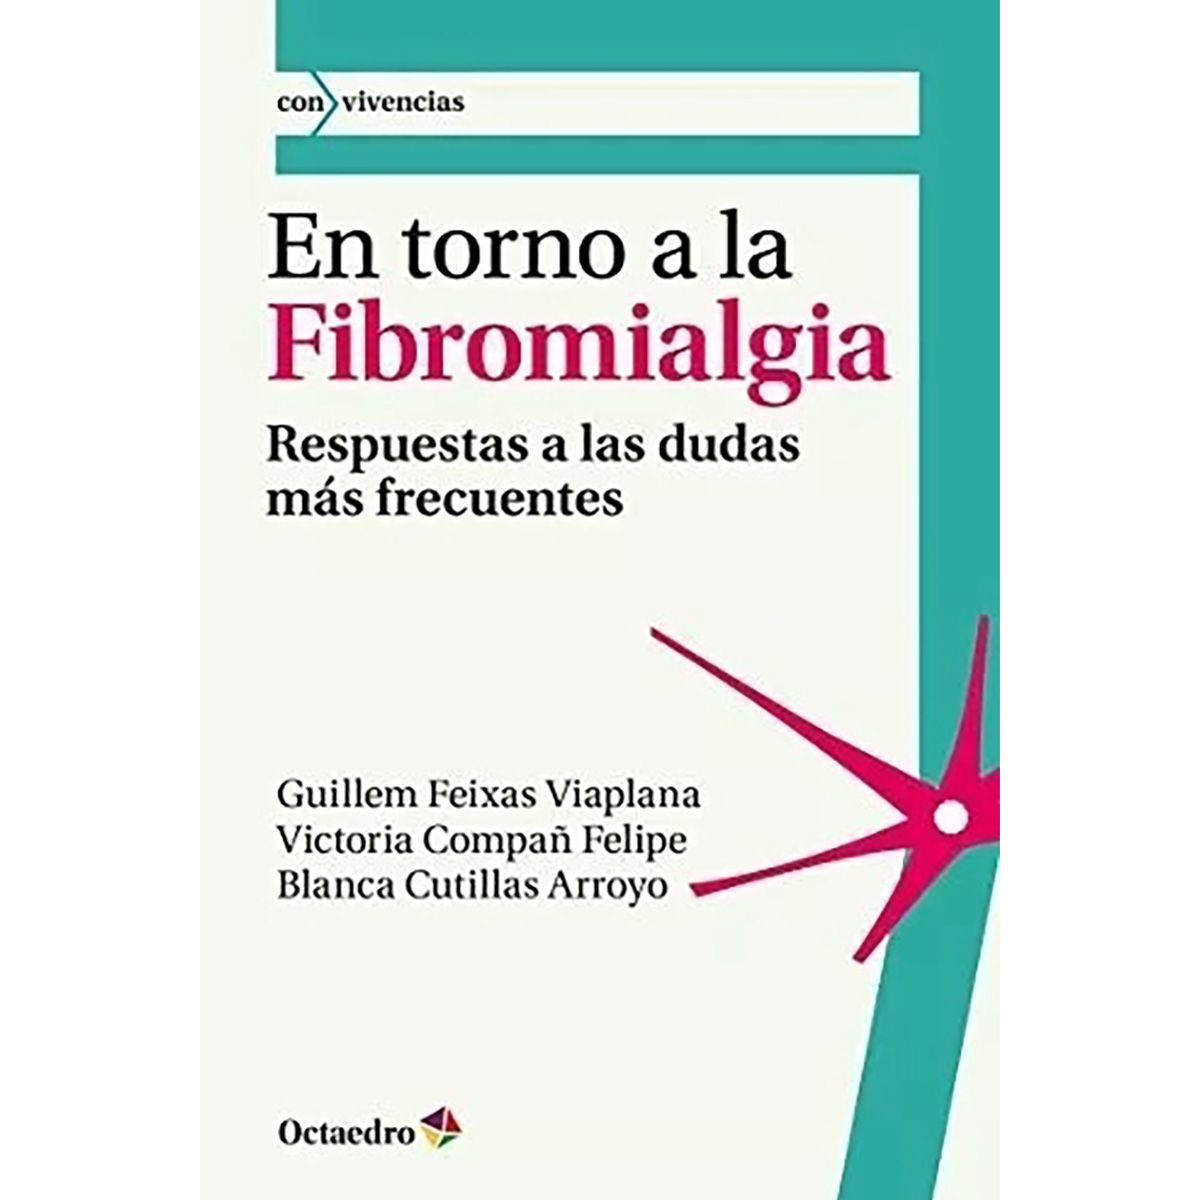 con vivencias
En torno a la
Fibromialgia
Respuestas a las dudas
más frecuentes
Guillem Feixas Viaplana
Victoria Compañ Felipe
Blanca Cutillas Arroyo
Octaedro